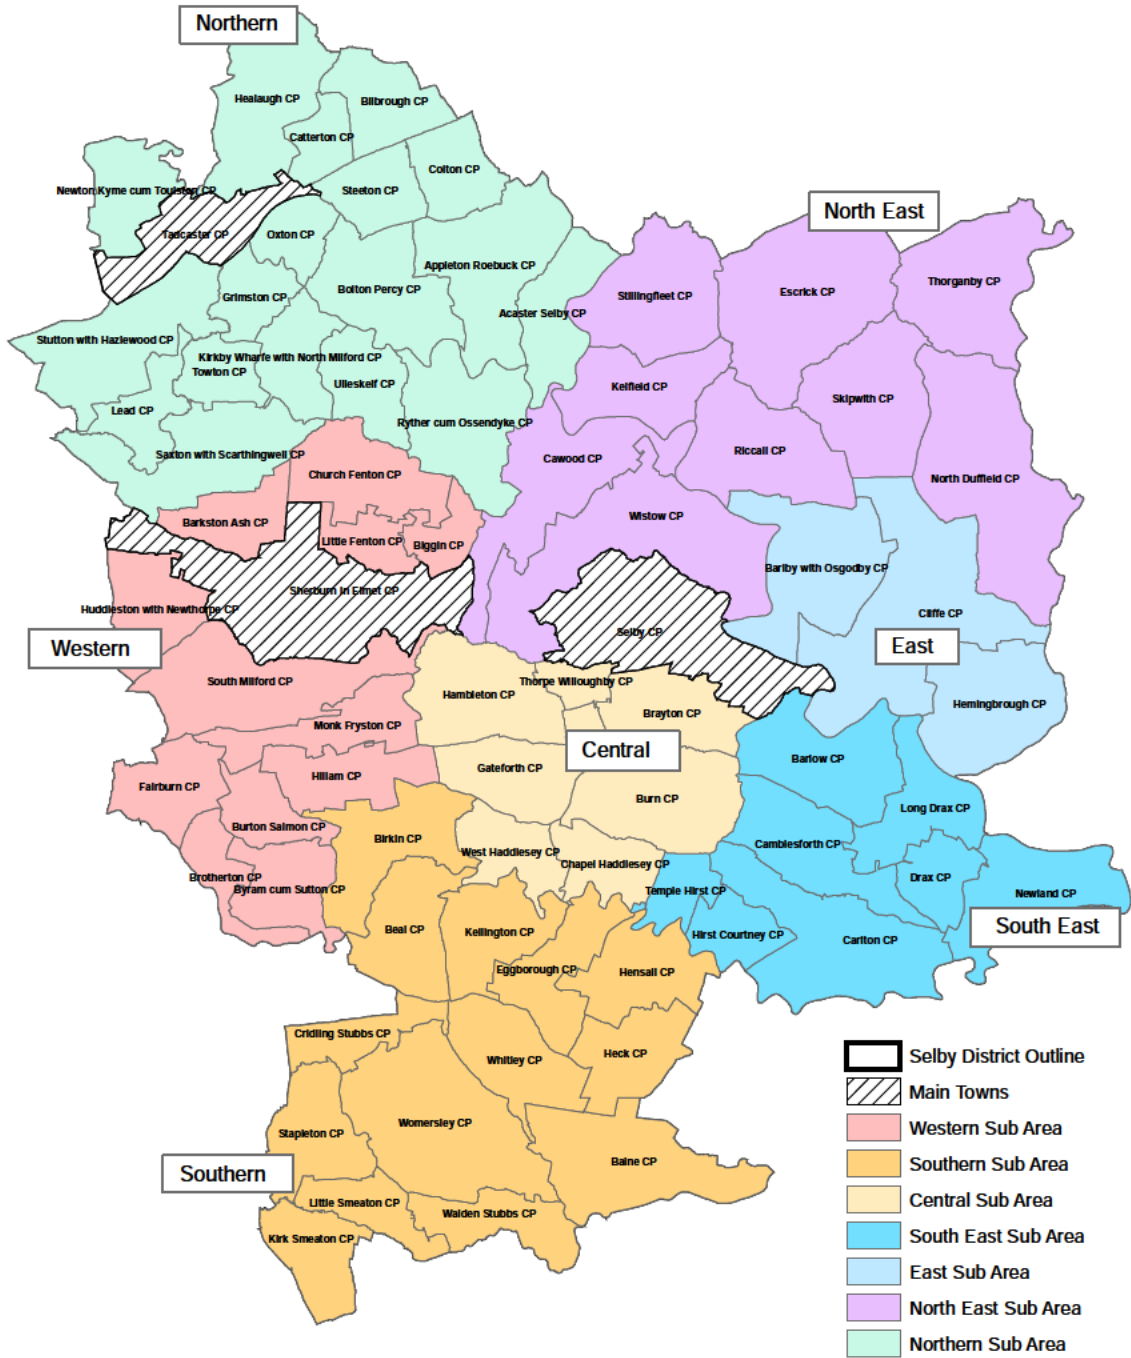 Northern
Healaugh CP
Bilbrough CP
Catterton CP
Colton CP
Newton Kyme cum Toulston CP
Steeton CP
North East
Tadcaster CP
Oxton CP
Appleton Roebuck CP
Thorganby CP
Bolton Percy CP
Grimston CP
Stillingfleet CP
Escrick CP
Acaster Selby CP
Stutton with Hazlewood CP
Kirkby Wharfe with North Milford CP
Towton CP
Ulleskelf CP
Kelfield CP
Skipwith CP
Lead CP
Ryther cum Ossendyke CP
Saxton with Scarthingwell CP
Cawood CP
Riccall CP
Church Fenton CP
North Duffield CP
Barkston Ash CP
Wistow CP
Little Fenton CP
Biggin CP
Barlby with Osgodby CP
Sherburn in Elmet CP
Huddleston with Newthorpe CP
Cliffe CP
Selby CP
Western
East
South Milford CP
Thorpe Willoughby CP
Hambleton CP
Hemingbrough CP
Brayton CP
Monk Fryston CP
Central
Barlow CP
Gateforth CP
Hillam CP
Fairburn CP
Burn CP
Long Drax CP
Burton Salmon CP
Birkin CP
Camblesforth CP
West Haddlesey CP
Chapel Haddlesey CP
Brotherton CP
Byram cum Sutton CP
Drax CP
Temple Hirst CP
Newland CP
South East
Beal CP
Kellington CP
Hirst Courtney CP
Carlton CP
Eggborough CP
Hensall CP
Cridling Stubbs CP
Whitley CP
Heck CP
Womersley CP
Stapleton CP
Balne CP
Southern
Little Smeaton CP
Walden Stubbs CP
Kirk Smeaton CP
Selby District Outline
Main Towns
Western Sub Area
Southern Sub Area
Central Sub Area
South East Sub Area
East Sub Area
North East Sub Area
Northern Sub Area